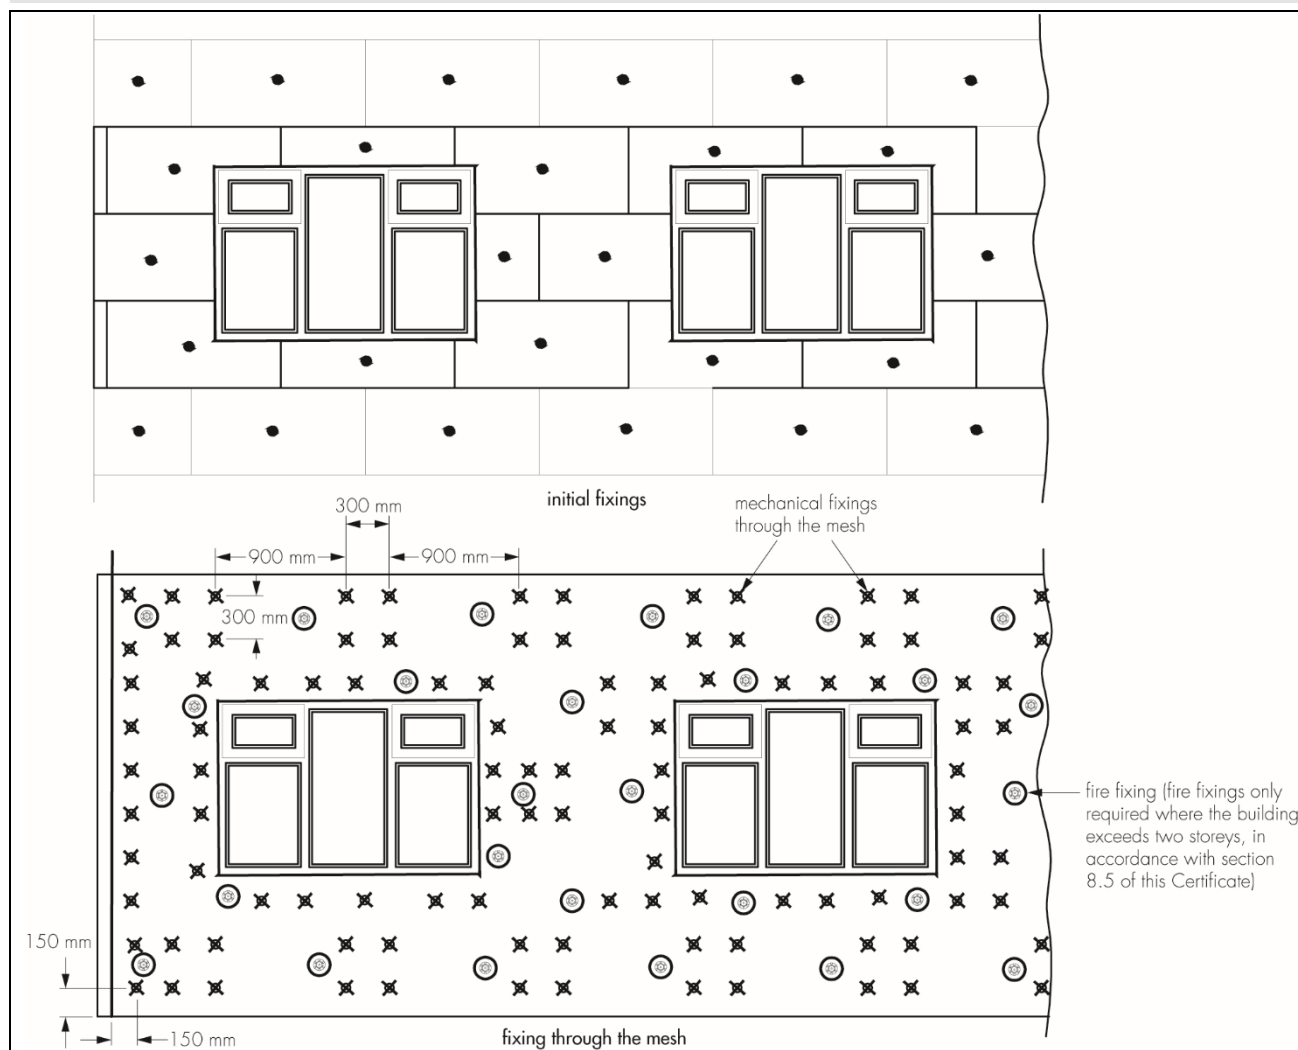 initial fixings
300 mm
mechanical fixings
through the mesh
900 mm
900 mm
300 mm
fire fixing (fire fixings only
required where the building
exceeds two storeys, in
accordance with section
8.5 of this Certificate)
150 mm
150 mm
fixing through the mesh